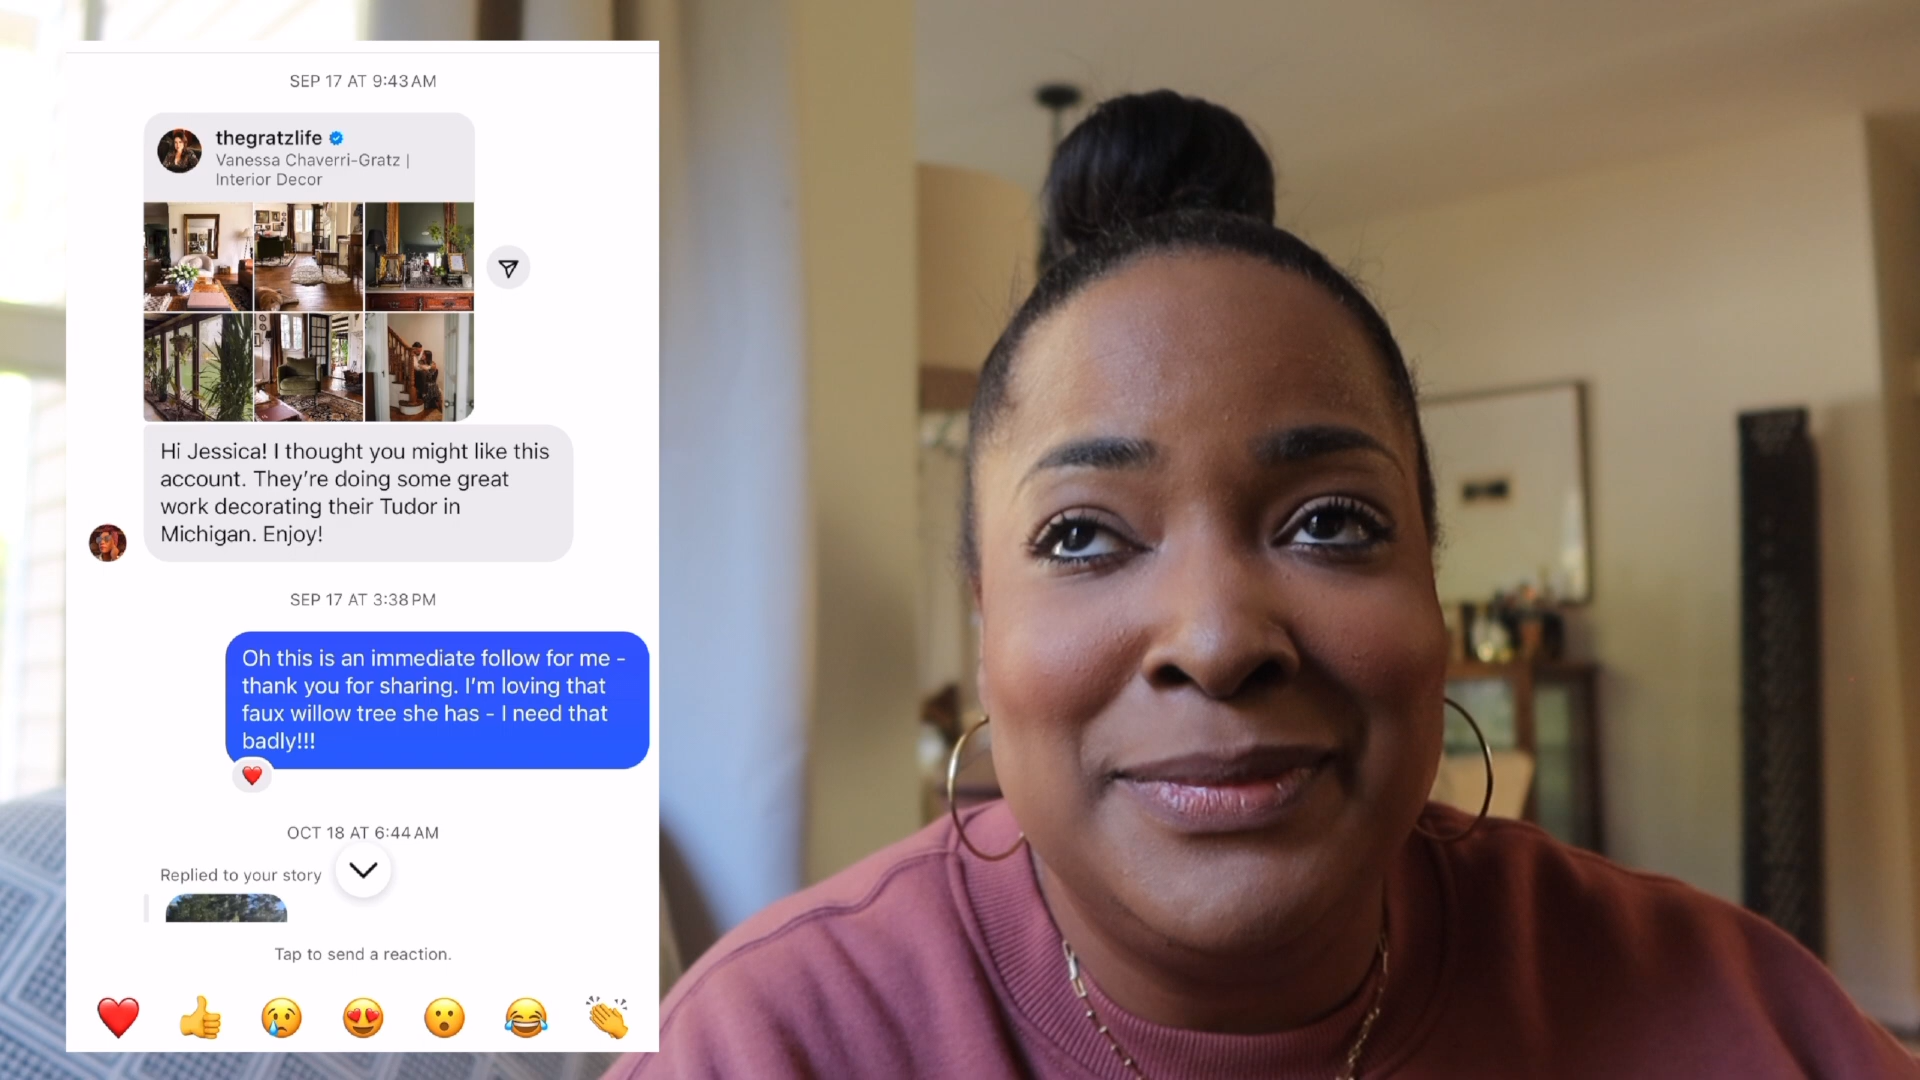 SEP 17 AT 9:43 AM
thegratzlife
Vanessa Chaverri-Gratz |
Interior Decor
Hi Jessica! I thought you might like this
account. They're doing some great
work decorating their Tudor in
Michigan. Enjoy!
SEP 17 AT 3:38 PM
Oh this is an immediate follow for me -
thank you for sharing. I'm loving that
faux willow tree she has - I need that
badly!!!
OCT 18 AT 6:44 AM
Replied to your story
Tap to send a reaction.